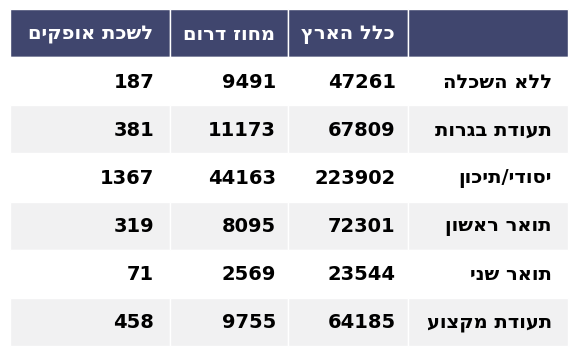 כלל הארץ מחוז דרום לשכת אופקים
ללא השכלה 47261 9491 187
תעודת בגרות 67809 11173 381
יסודי/תיכון 223902 44163 1367
תואר ראשון 72301 8095 319
תואר שני 23544 2569 71
תעודת מקצוע 64185 9755 458